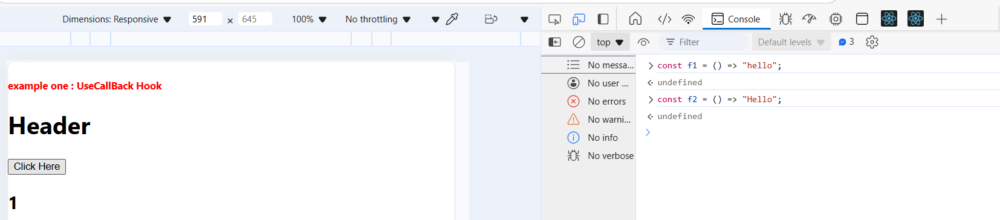 Dimensions: Responsive 591 × 645 100% No throttling
Console
top Filter Default levels 3
example one : UseCallBack Hook
Header
Click Here
1
No messa...
No user ...
No errors
No warni...
No info
No verbose
const f1 = () => "hello";
undefined
const f2 = () => "Hello";
undefined